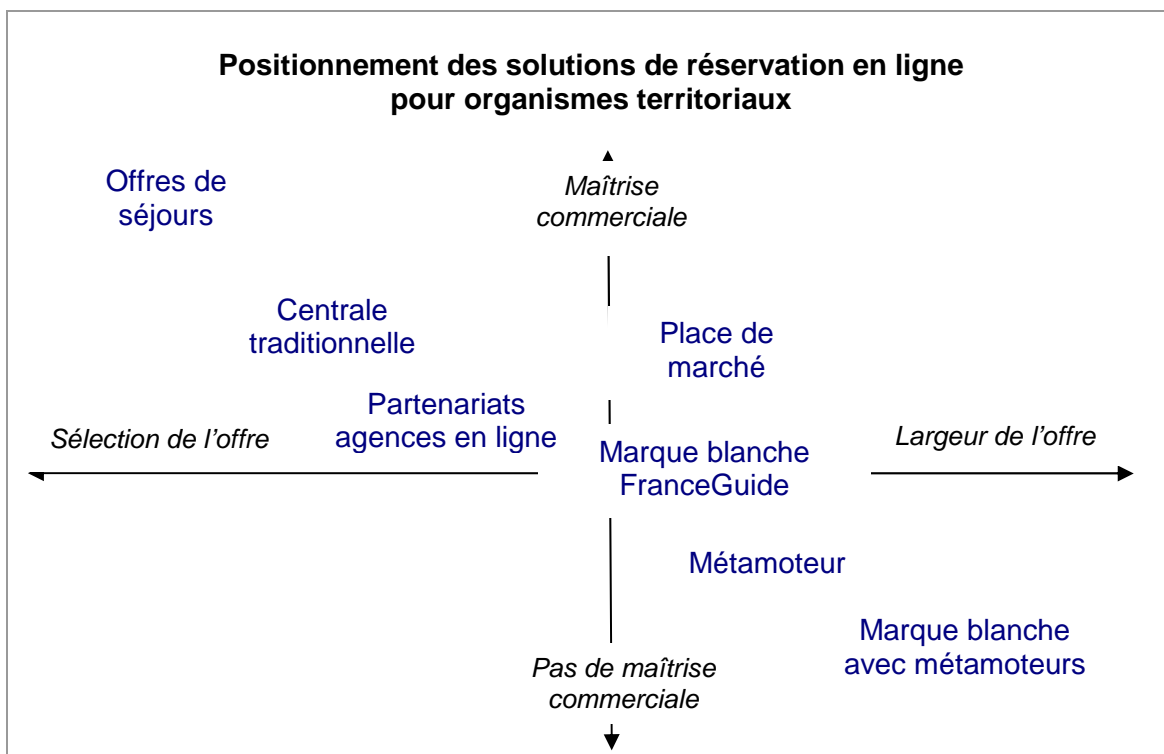 Positionnement des solutions de réservation en ligne
pour organismes territoriaux
Offres de
séjours
Maîtrise
commerciale
Centrale
traditionnelle
Place de
marché
Partenariats
agences en ligne
Sélection de l’offre
Largeur de l’offre
Marque blanche
FranceGuide
Métamoteur
Marque blanche
avec métamoteurs
Pas de maîtrise
commerciale